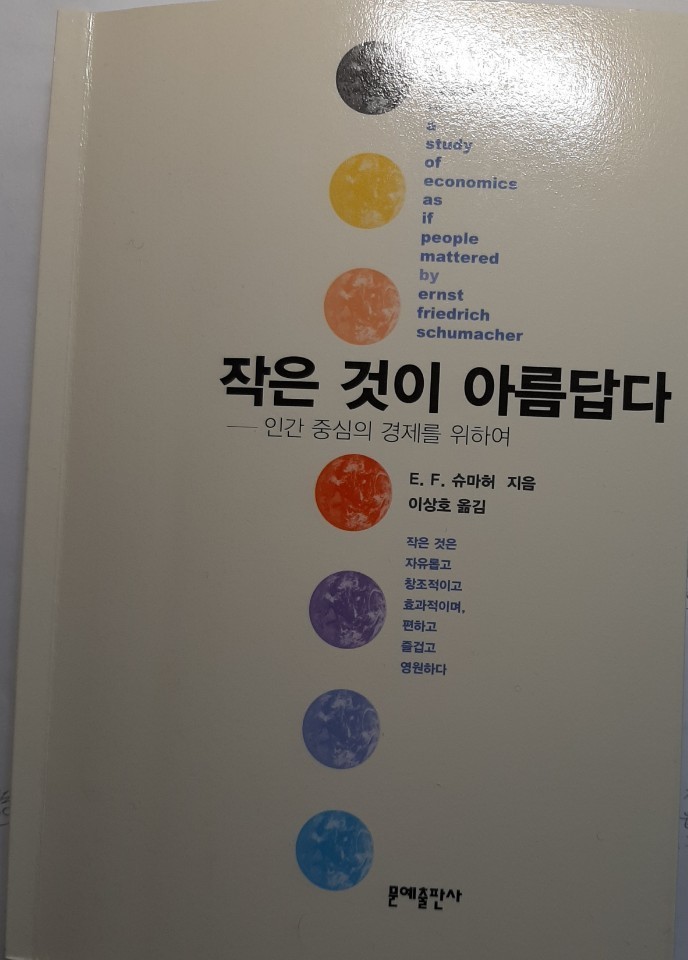 a
study
of
economics
as
if
people
mattered
by
ernst
friedrich
schumacher
작은 것이 아름답다
── 인간 중심의 경제를 위하여
E. F. 슈마허 지음
이상호 옮김
작은 것은
자유롭고
창조적이고
효과적이며,
편하고
즐겁고
영원하다
문예출판사